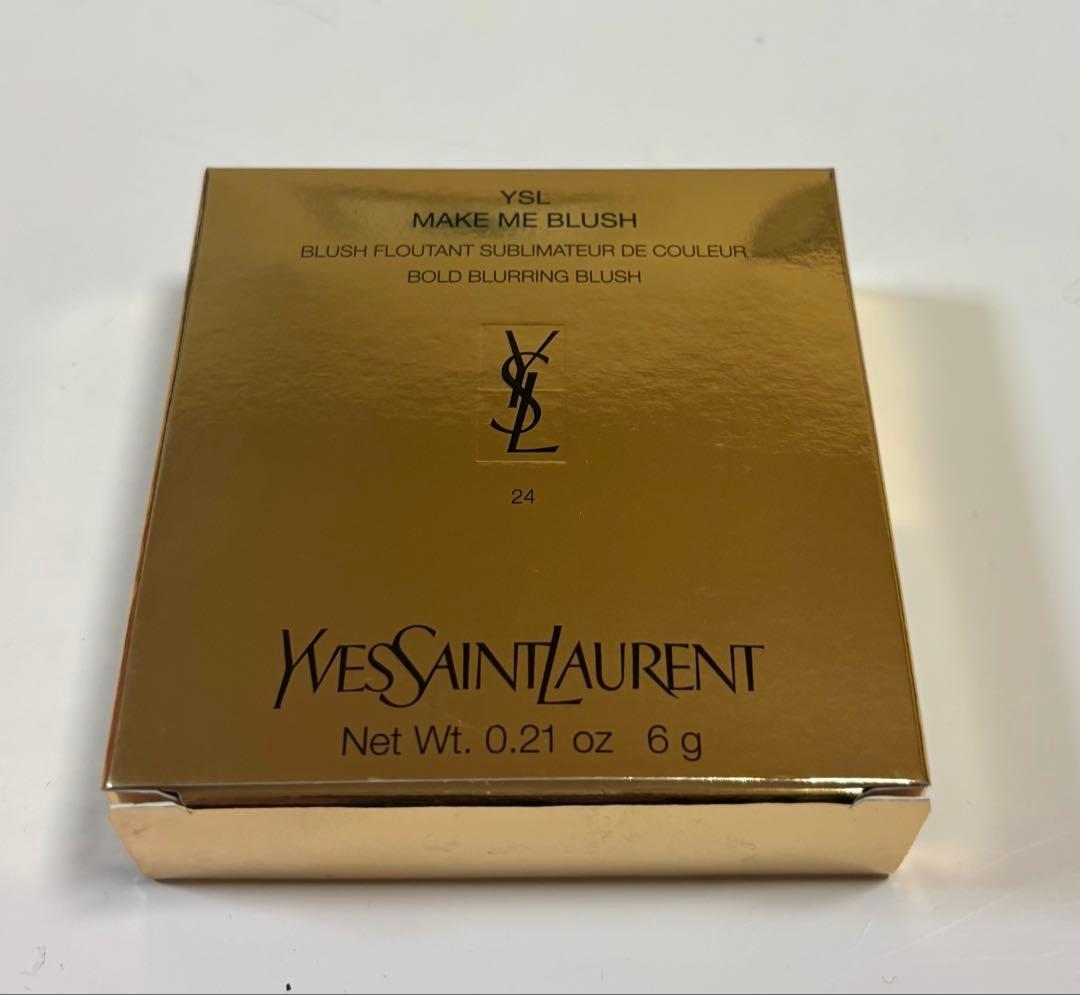 YSL
MAKE ME BLUSH
BLUSH FLOUTANT SUBLIMATEUR DE COULEUR
BOLD BLURRING BLUSH
YSL
24
YVESSAINTLAURENT
Net Wt. 0.21 oz 6 g